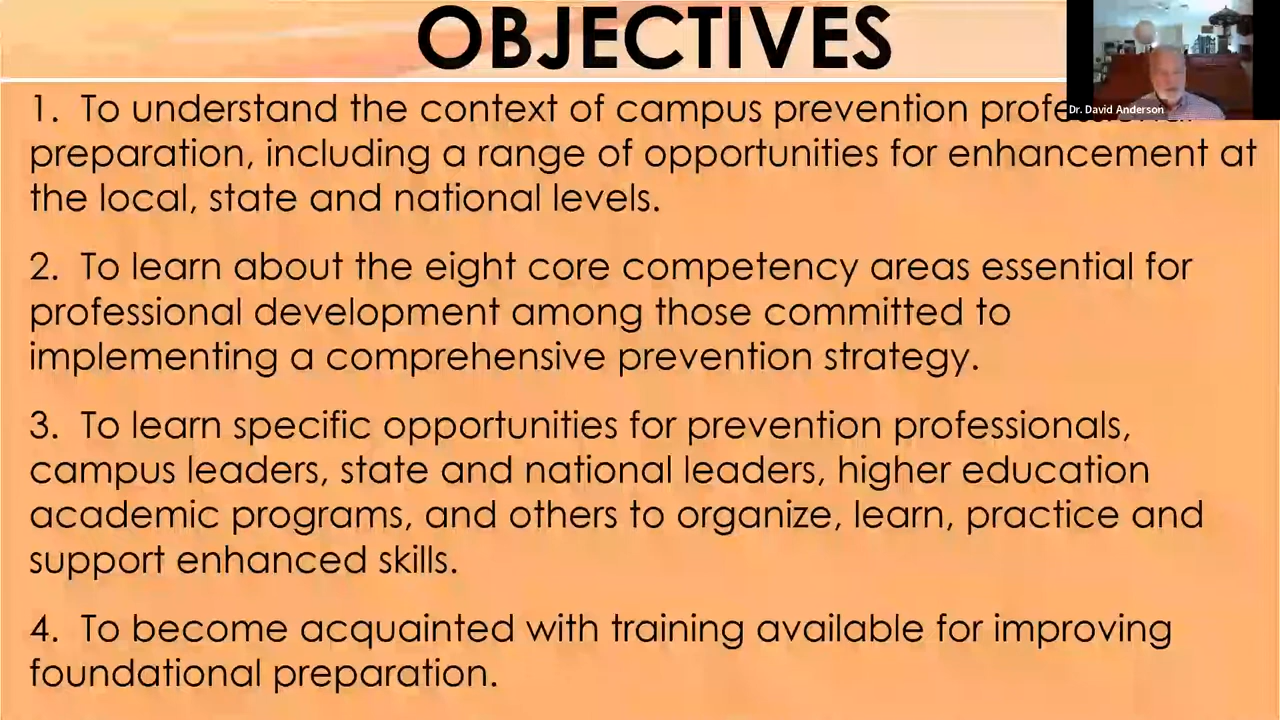 OBJECTIVES
Dr. David Anderson
1. To understand the context of campus prevention
preparation, including a range of opportunities for enhancement at
the local, state and national levels.
2. To learn about the eight core competency areas essential for
professional development among those committed to
implementing a comprehensive prevention strategy.
3. To learn specific opportunities for prevention professionals,
campus leaders, state and national leaders, higher education
academic programs, and others to organize, learn, practice and
support enhanced skills.
4. To become acquainted with training available for improving
foundational preparation.